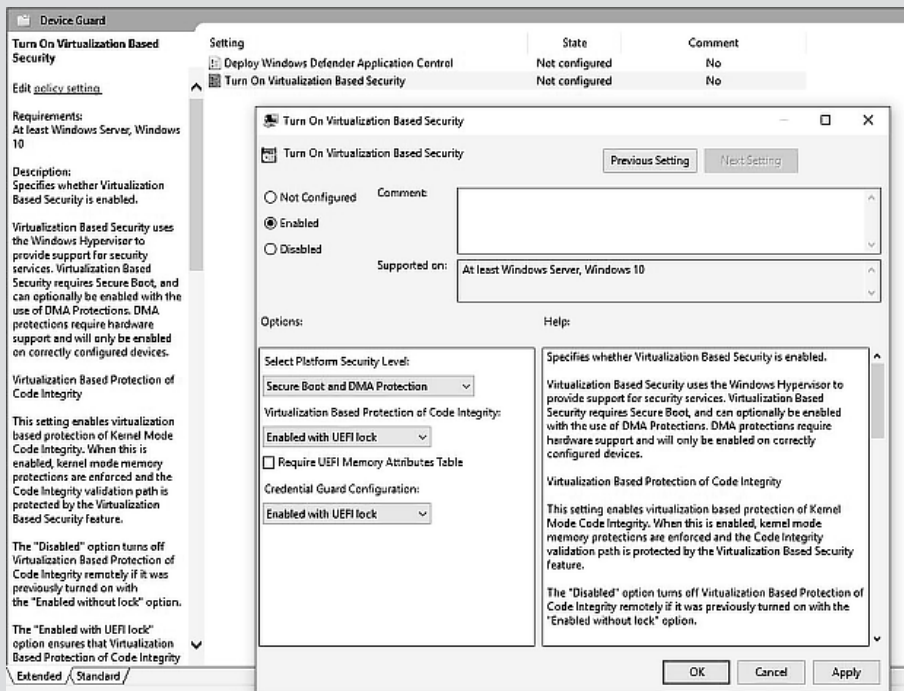 Device Guard
Turn On Virtualization Based
Security
Edit policy setting
Requirements:
At least Windows Server, Windows
10
Description:
Specifies whether Virtualization
Based Security is enabled.
Virtualization Based Security uses
the Windows Hypervisor to
provide support for security
services. Virtualization Based
Security requires Secure Boot, and
can optionally be enabled with the
use of DMA Protections. DMA
protections require hardware
support and will only be enabled
on correctly configured devices.
Virtualization Based Protection of
Code Integrity
This setting enables virtualization
based protection of Kernel Mode
Code Integrity. When this is
enabled, kernel mode memory
protections are enforced and the
Code Integrity validation path is
protected by the Virtualization
Based Security feature.
The "Disabled" option turns off
Virtualization Based Protection of
Code Integrity remotely if it was
previously turned on with
the "Enabled without lock" option.
The "Enabled with UEFI lock"
option ensures that Virtualization
Based Protection of Code Integrity
Extended Standard
Setting State Comment
Deploy Windows Defender Application Control Not configured No
Turn On Virtualization Based Security Not configured No
Turn On Virtualization Based Security
Turn On Virtualization Based Security
Previous Setting Next Setting
Not Configured
Enabled
Disabled
Comment:
Supported on:
At least Windows Server, Windows 10
Options:
Select Platform Security Level:
Secure Boot and DMA Protection
Virtualization Based Protection of Code Integrity:
Enabled with UEFI lock
Require UEFI Memory Attributes Table
Credential Guard Configuration:
Enabled with UEFI lock
Help:
Specifies whether Virtualization Based Security is enabled.
Virtualization Based Security uses the Windows Hypervisor to
provide support for security services. Virtualization Based
Security requires Secure Boot, and can optionally be enabled
with the use of DMA Protections. DMA protections require
hardware support and will only be enabled on correctly
configured devices.
Virtualization Based Protection of Code Integrity
This setting enables virtualization based protection of Kernel
Mode Code Integrity. When this is enabled, kernel mode
memory protections are enforced and the Code Integrity
validation path is protected by the Virtualization Based Security
feature.
The "Disabled" option turns off Virtualization Based Protection of
Code Integrity remotely if it was previously turned on with the
"Enabled without lock" option.
OK Cancel Apply